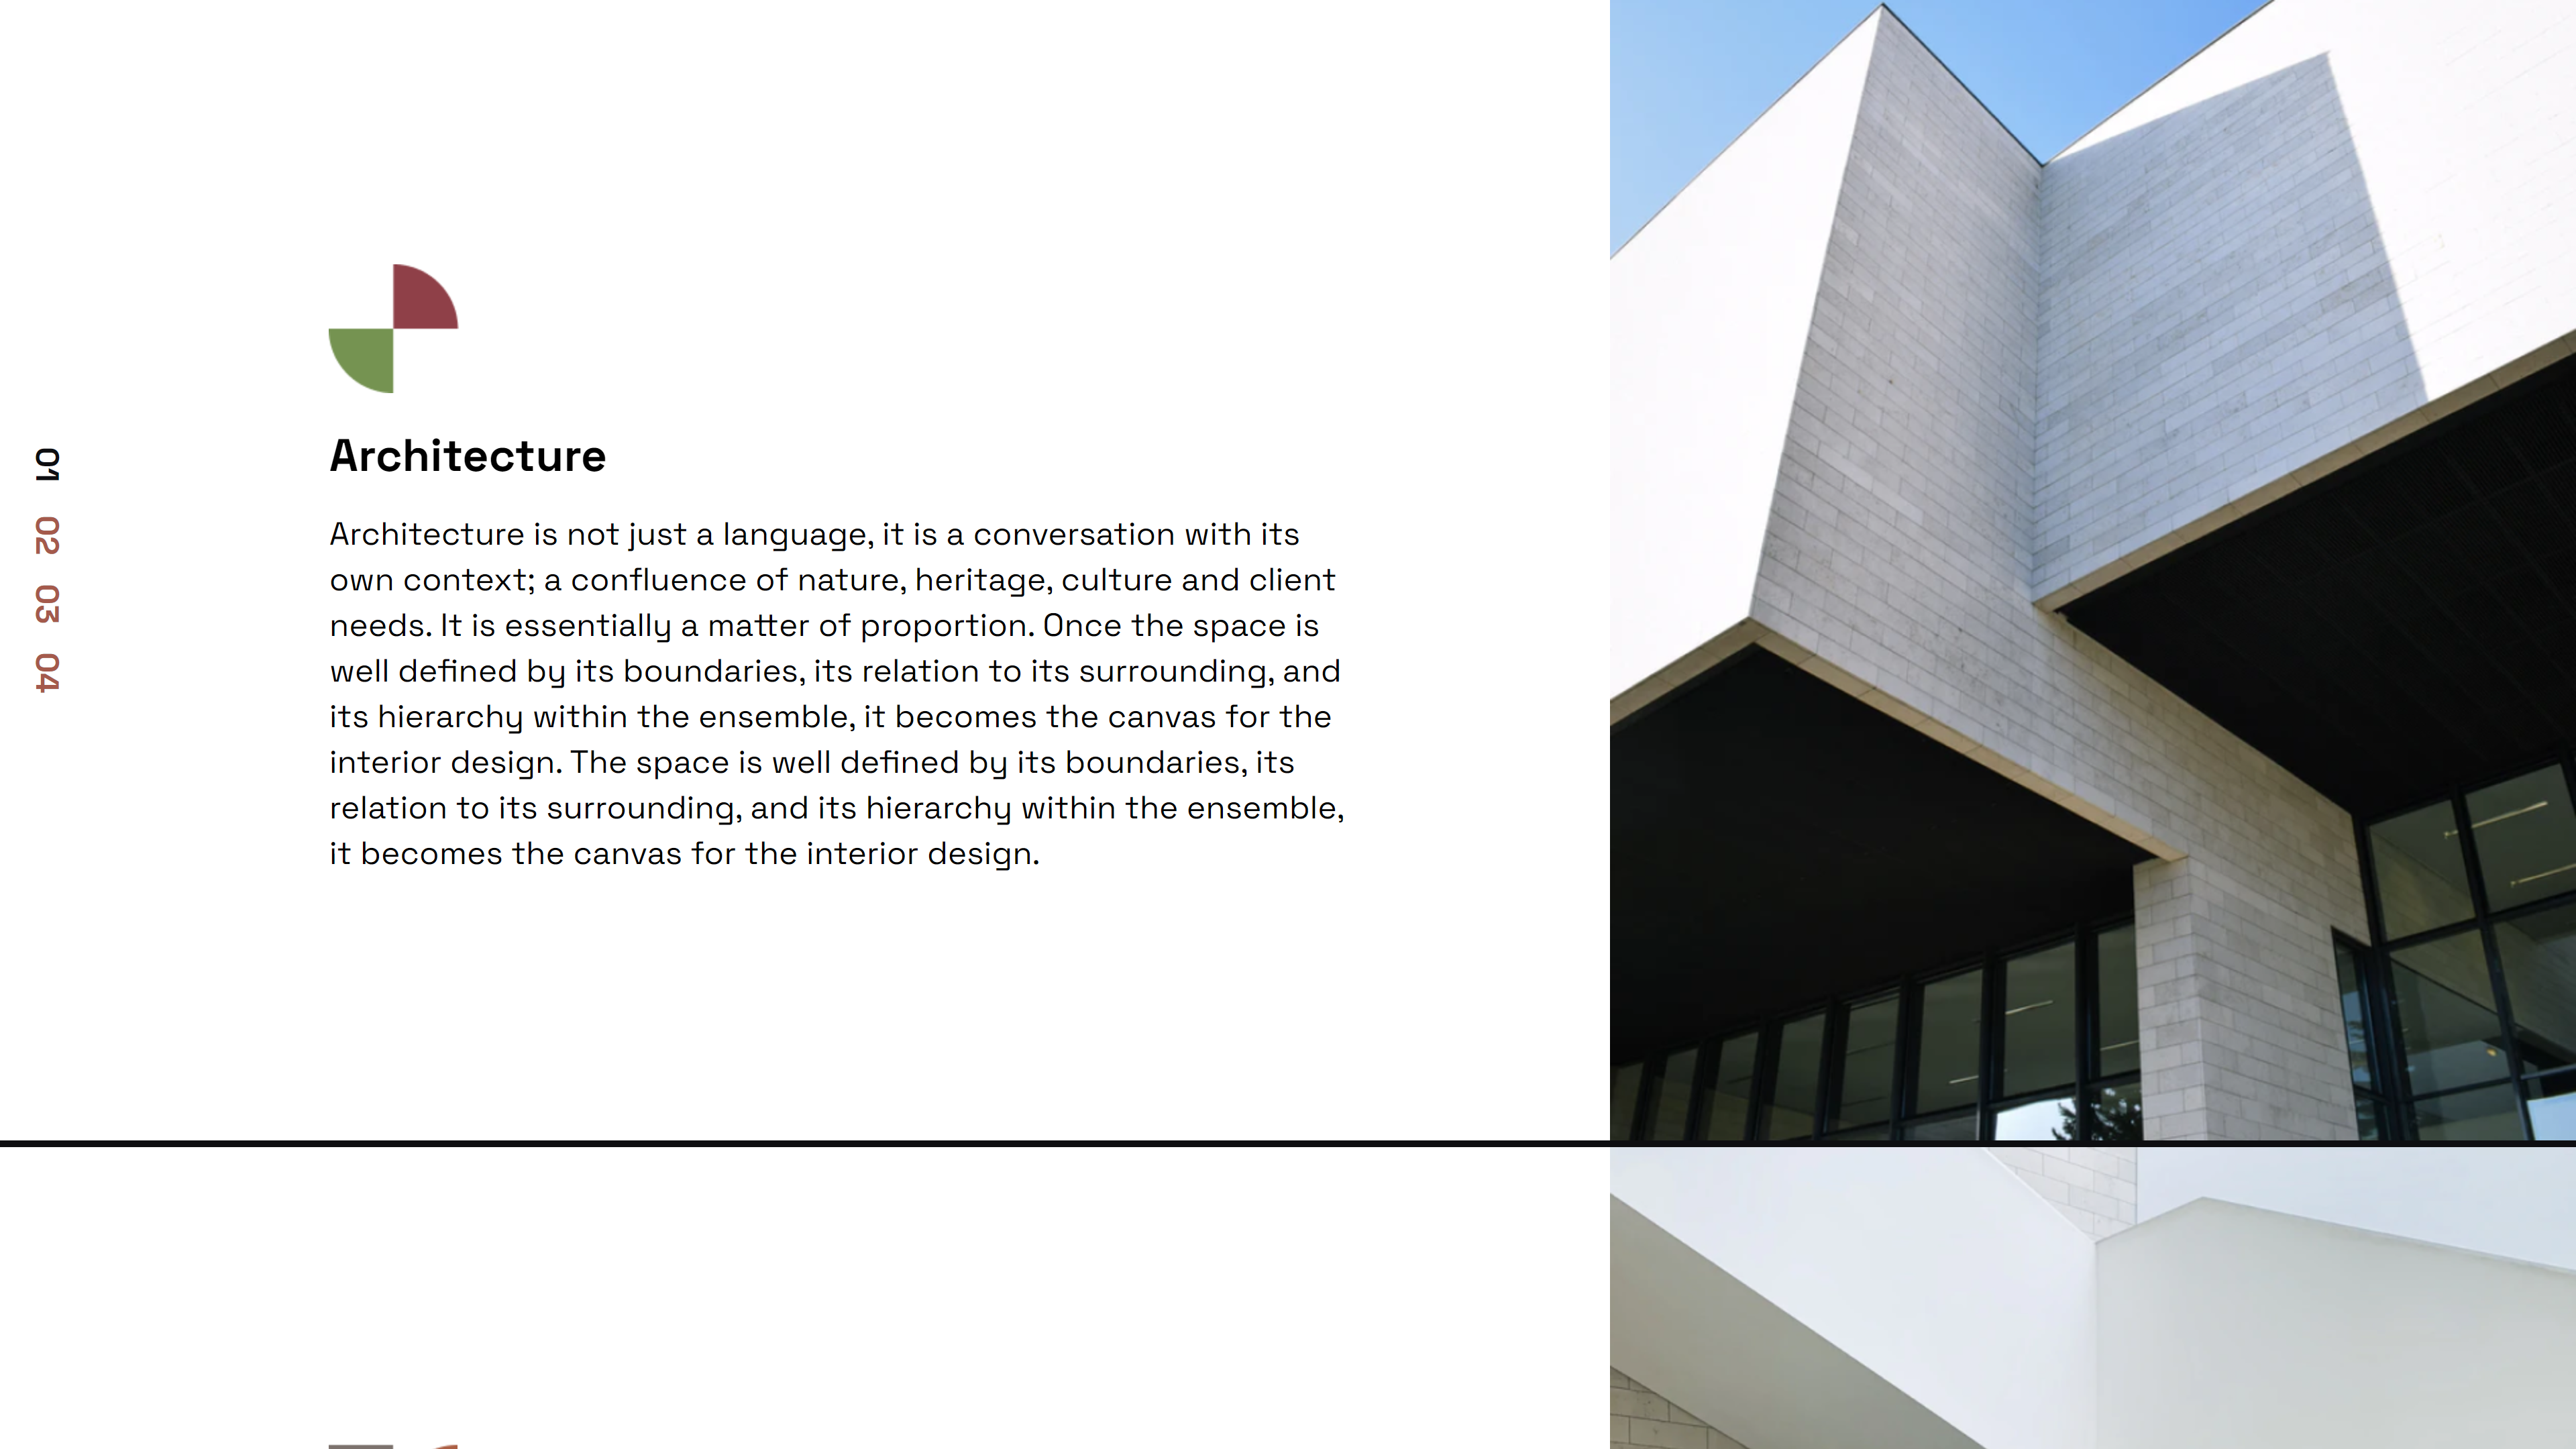 01
02
03
04
Architecture
Architecture is not just a language, it is a conversation with its
own context; a confluence of nature, heritage, culture and client
needs. It is essentially a matter of proportion. Once the space is
well defined by its boundaries, its relation to its surrounding, and
its hierarchy within the ensemble, it becomes the canvas for the
interior design. The space is well defined by its boundaries, its
relation to its surrounding, and its hierarchy within the ensemble,
it becomes the canvas for the interior design.